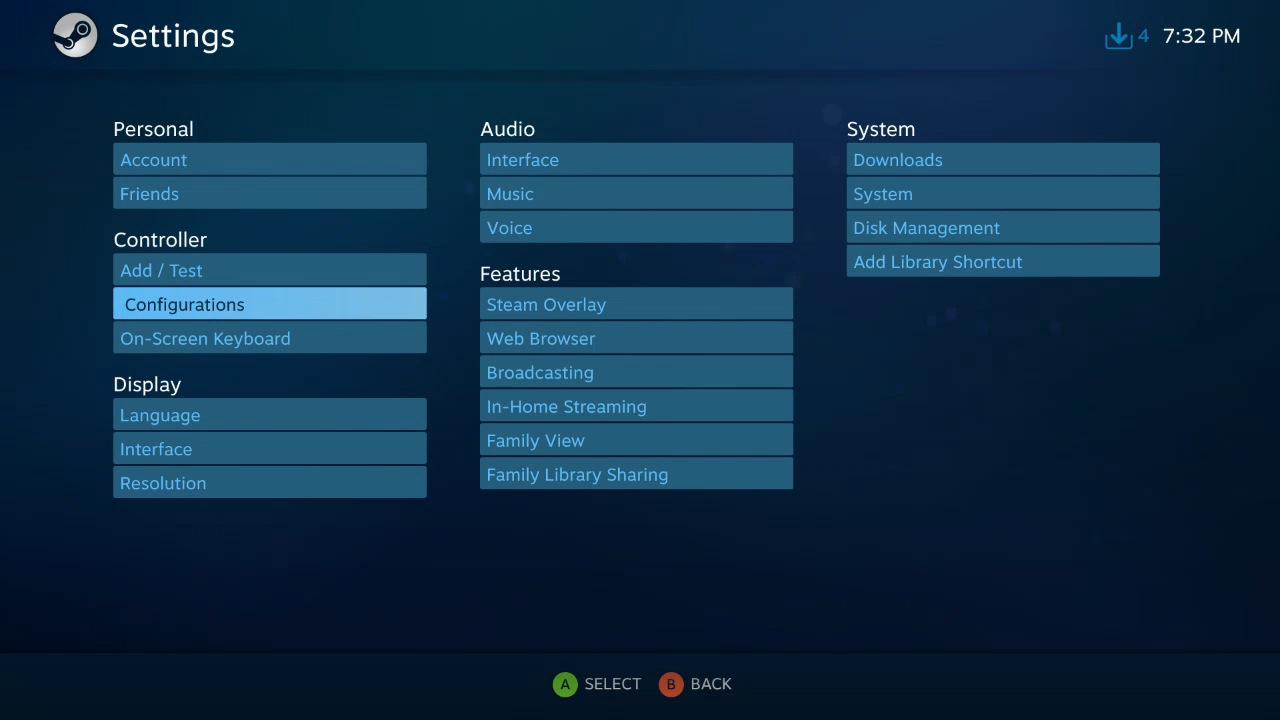 Settings
4 7:32 PM
Personal
Account
Friends
Controller
Add / Test
Configurations
On-Screen Keyboard
Display
Language
Interface
Resolution
Audio
Interface
Music
Voice
Features
Steam Overlay
Web Browser
Broadcasting
In-Home Streaming
Family View
Family Library Sharing
System
Downloads
System
Disk Management
Add Library Shortcut
A SELECT B BACK